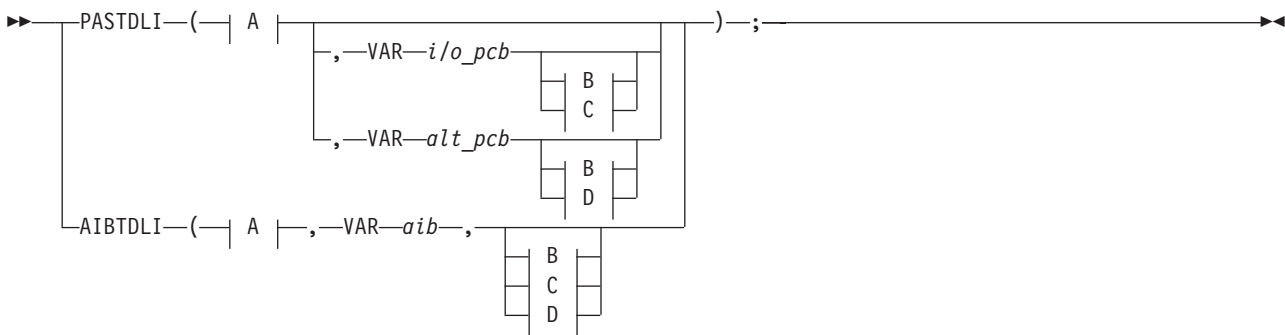 PASTDLI ( A ) ;
, VAR i/o_pcb
B
C
, VAR alt_pcb
B
D
AIBTDLI ( A , VAR aib ,
B
C
D